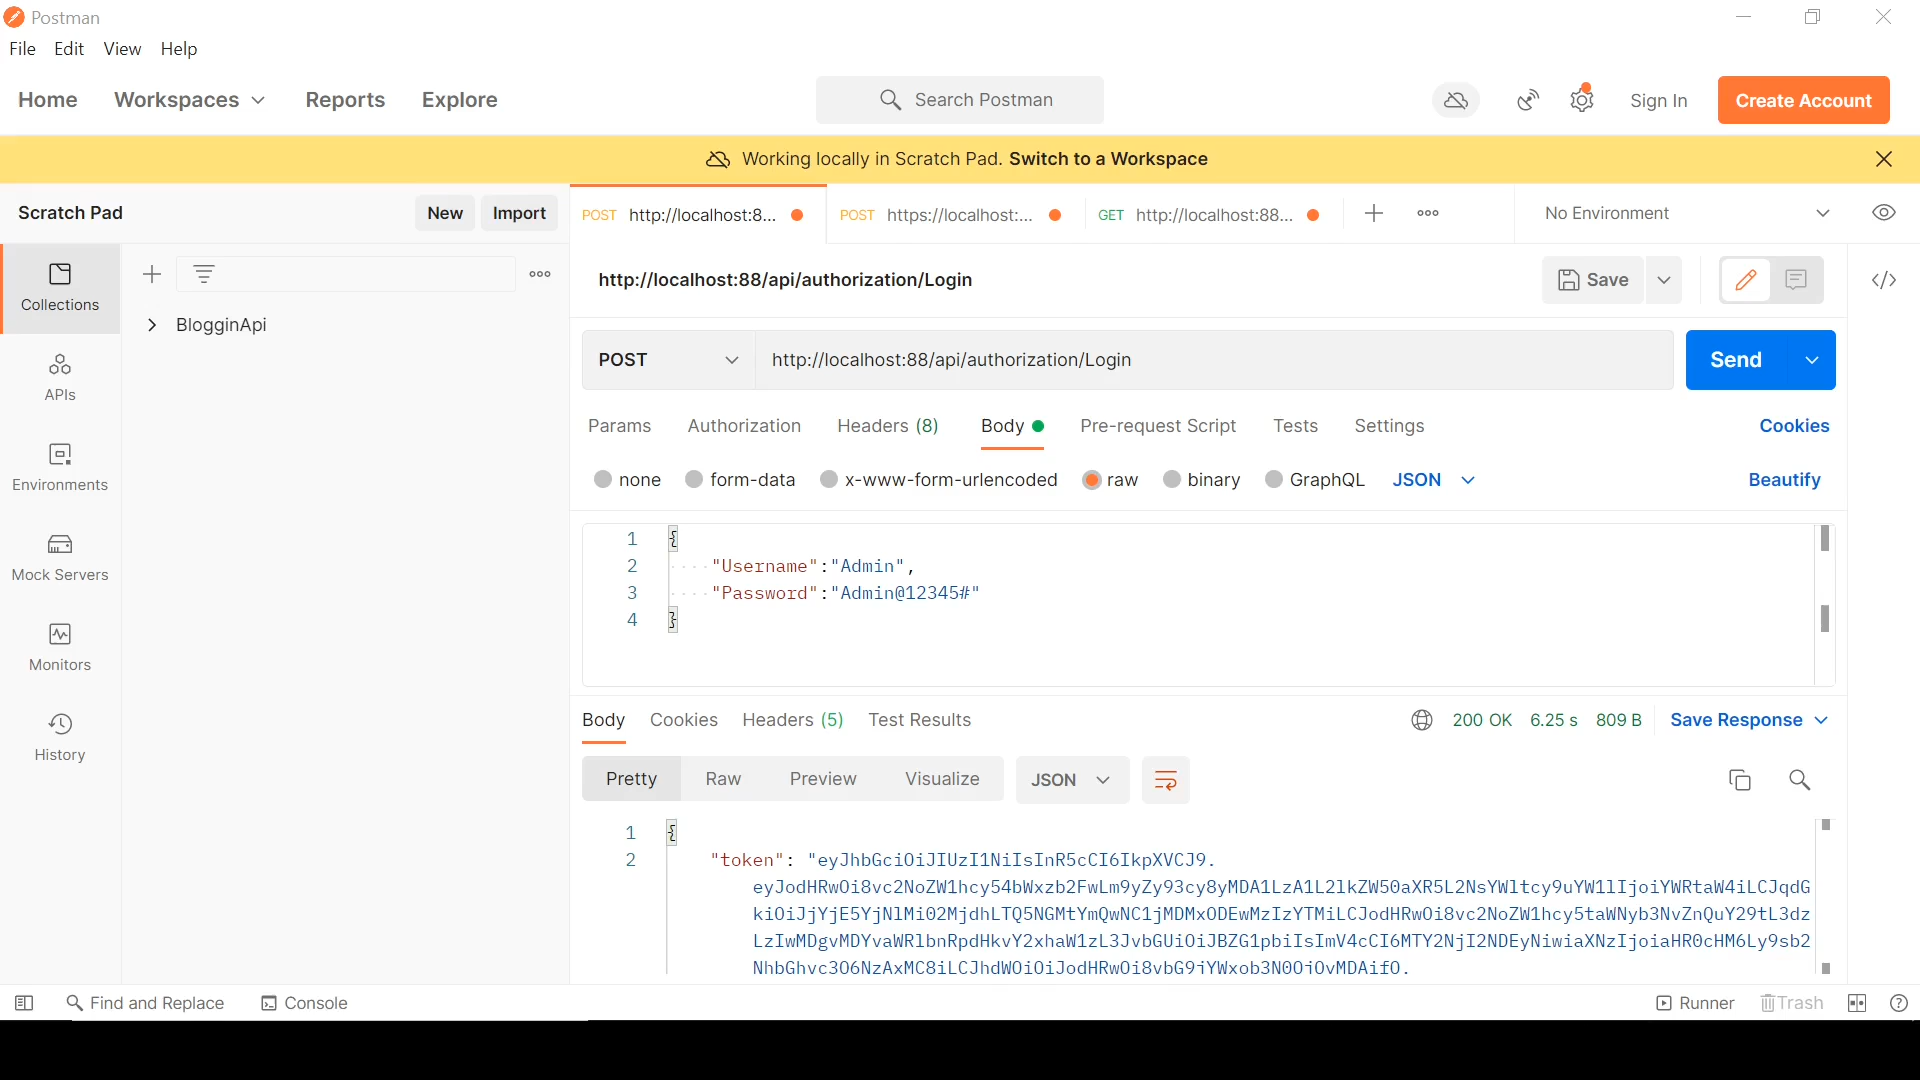 Postman
File Edit View Help
Home Workspaces Reports Explore
Search Postman
Sign In
Create Account
Working locally in Scratch Pad. Switch to a Workspace
Scratch Pad
New Import
POST http://localhost:8...
POST https://localhost:...
GET http://localhost:88...
No Environment
Collections
APIs
Environments
Mock Servers
Monitors
History
BlogginApi
http://localhost:88/api/authorization/Login
Save
POST http://localhost:88/api/authorization/Login
Send
Params Authorization Headers (8) Body Pre-request Script Tests Settings Cookies
none form-data x-www-form-urlencoded raw binary GraphQL JSON Beautify
1 {
2 "Username":"Admin",
3 "Password":"Admin@12345#"
4 }
Body Cookies Headers (5) Test Results
200 OK 6.25 s 809 B Save Response
Pretty Raw Preview Visualize JSON
1 {
2 "token": "eyJhbGciOiJIUzI1NiIsInR5cCI6IkpXVCJ9.
eyJodHRwOi8vc2NoZW1hcy54bWxzb2FwLm9yZy93cy8yMDA1LzA1L2lkZW50aXR5L2NsYWltcy9uYW1lIjoiYWRtaW4iLCJqdG
kiOiJjYjE5YjNlMi02MjdhLTQ5NGMtYmQwNC1jMDMxODEwMzIzYTMiLCJodHRwOi8vc2NoZW1hcy5taWNyb3NvZnQuY29tL3dz
LzIwMDgvMDYvaWRlbnRpdHkvY2xhaW1zL3JvbGUiOiJBZG1pbiIsImV4cCI6MTY2NjI2NDEyNiwiaXNzIjoiaHR0cHM6Ly9sb2
NhbGhvc3Q6NzAxMC8iLCJhdWQiOiJodHRwOi8vbG9jYWxob3N0OjQyMDAifQ.
Find and Replace Console
Runner Trash